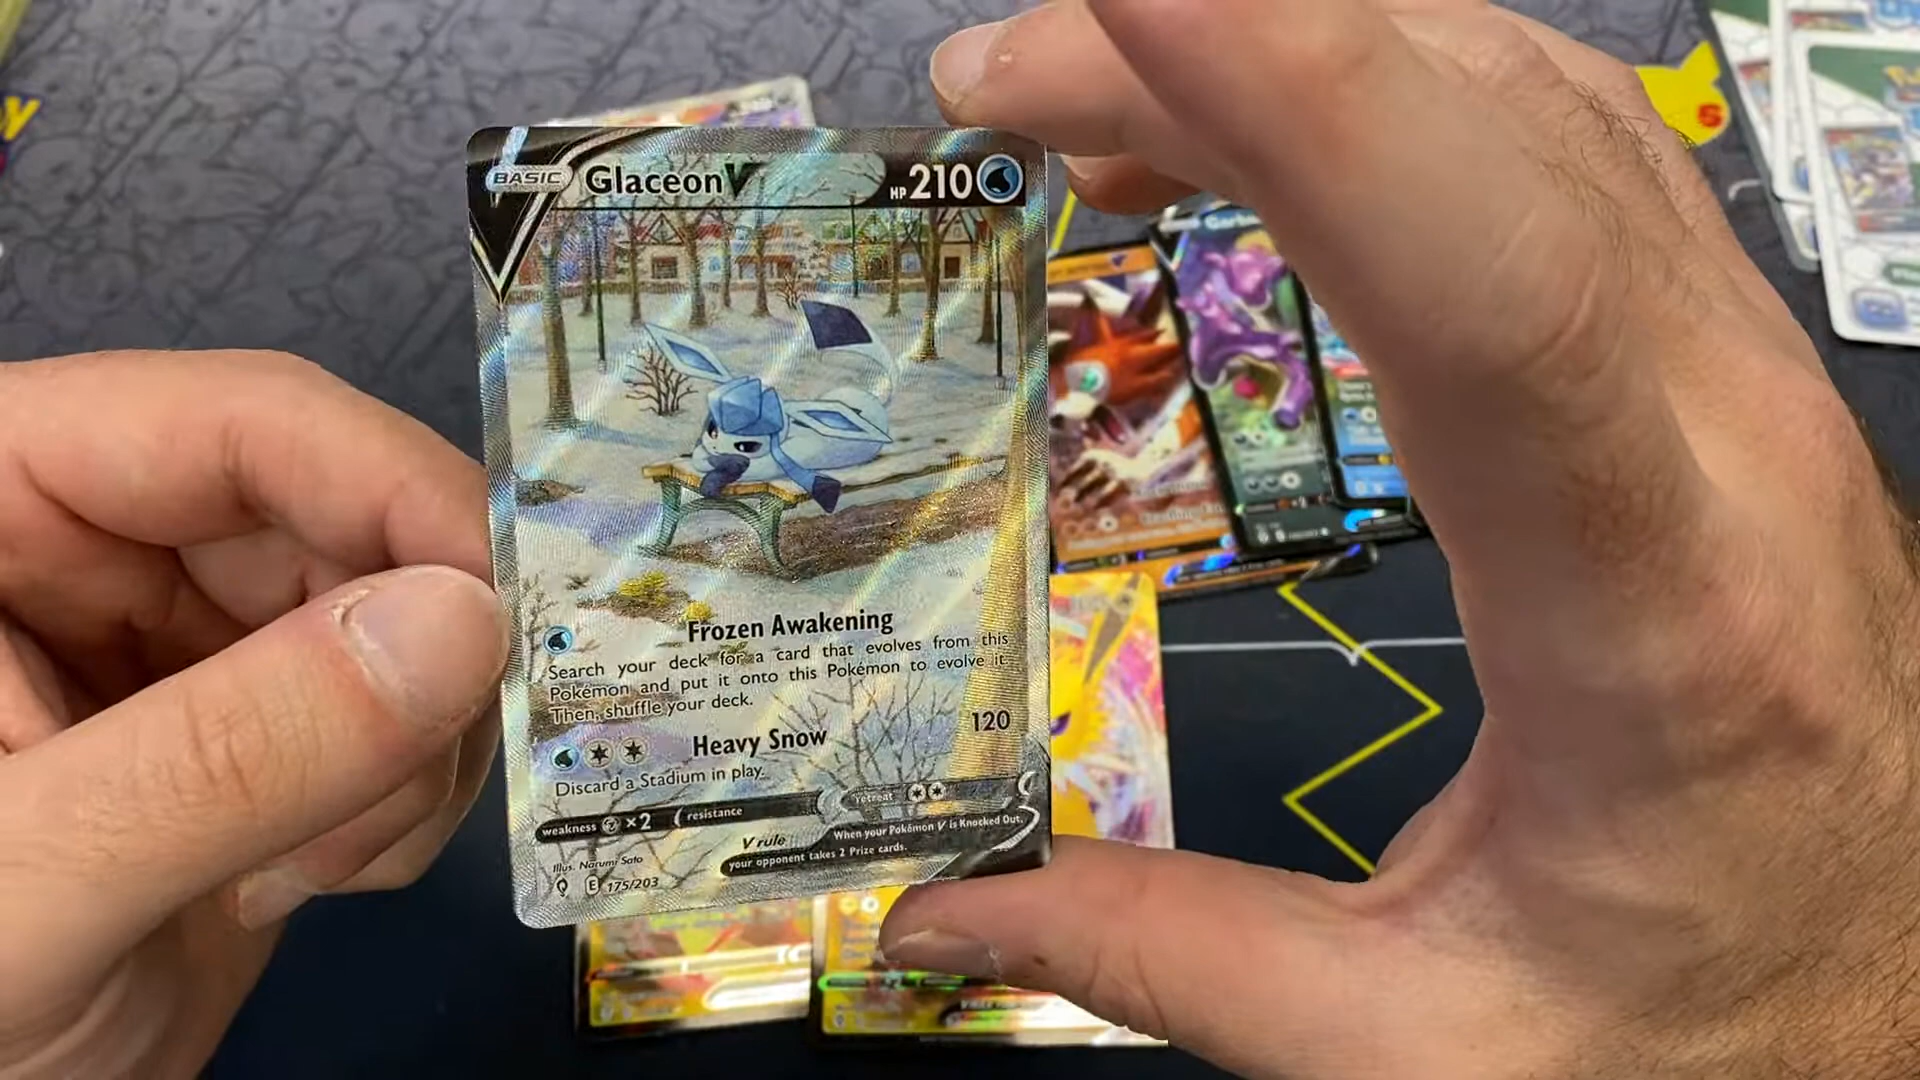 BASIC
Glaceon V
HP 210
Frozen Awakening
Search your deck for a card that evolves from this
Pokémon and put it onto this Pokémon to evolve it.
Then, shuffle your deck.
Heavy Snow
120
Discard a Stadium in play.
weakness ×2
resistance
retreat
V rule
When your Pokémon V is Knocked Out,
your opponent takes 2 Prize cards.
Illus. Narumi Sato
E 175/203